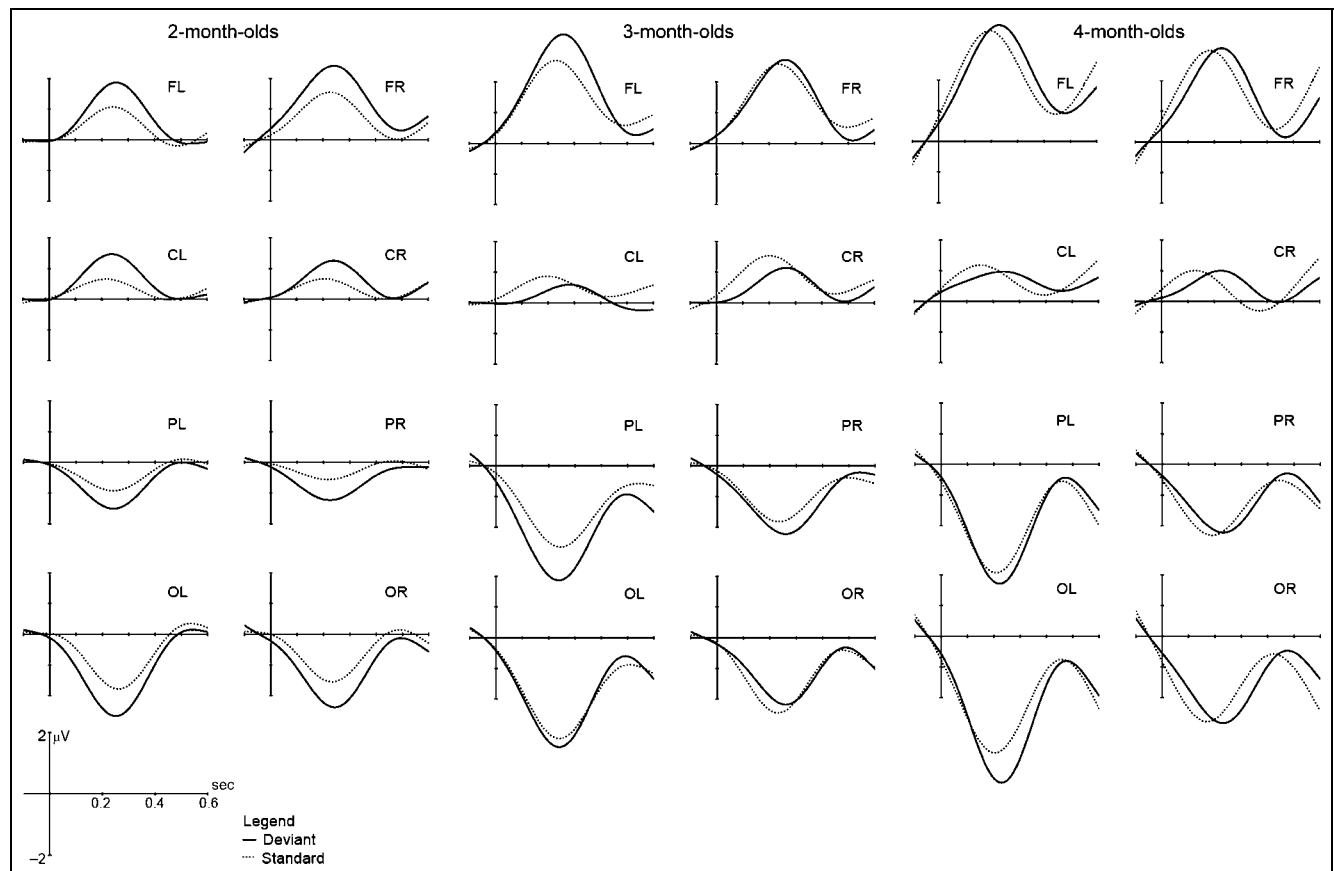 2-month-olds 3-month-olds 4-month-olds
FL FR FL FR FL FR
CL CR CL CR CL CR
PL PR PL PR PL PR
OL OR OL OR OL OR
2 μV
sec
0.2 0.4 0.6
Legend
— Deviant
–2 ···· Standard